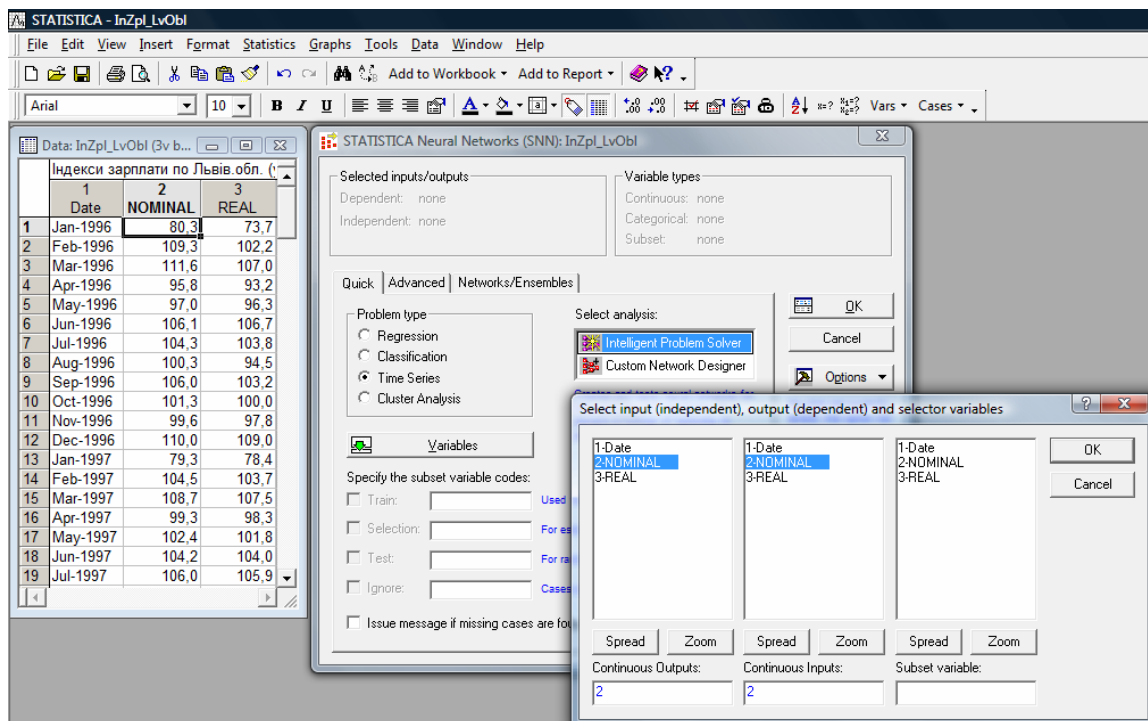 STATISTICA - InZpl_LvObl
File Edit View Insert Format Statistics Graphs Tools Data Window Help
Add to Workbook Add to Report
Arial 10 B I U Vars Cases
Data: InZpl_LvObl (3v b...
Індекси зарплати по Львів.обл. (
1 2 3
Date NOMINAL REAL
1 Jan-1996 80,3 73,7
2 Feb-1996 109,3 102,2
3 Mar-1996 111,6 107,0
4 Apr-1996 95,8 93,2
5 May-1996 97,0 96,3
6 Jun-1996 106,1 106,7
7 Jul-1996 104,3 103,8
8 Aug-1996 100,3 94,5
9 Sep-1996 106,0 103,2
10 Oct-1996 101,3 100,0
11 Nov-1996 99,6 97,8
12 Dec-1996 110,0 109,0
13 Jan-1997 79,3 78,4
14 Feb-1997 104,5 103,7
15 Mar-1997 108,7 107,5
16 Apr-1997 99,3 98,3
17 May-1997 102,4 101,8
18 Jun-1997 104,2 104,0
19 Jul-1997 106,0 105,9
STATISTICA Neural Networks (SNN): InZpl_LvObl
Selected inputs/outputs
Dependent: none
Independent: none
Variable types
Continuous: none
Categorical: none
Subset: none
Quick Advanced Networks/Ensembles
Problem type
Regression
Classification
Time Series
Cluster Analysis
Select analysis:
Intelligent Problem Solver
Custom Network Designer
OK
Cancel
Options
Variables
Specify the subset variable codes:
Train: Used
Selection:
Test:
Ignore: Cases
Issue message if missing cases are
Select input (independent), output (dependent) and selector variables
1-Date 1-Date 1-Date
2-NOMINAL 2-NOMINAL 2-NOMINAL
3-REAL 3-REAL 3-REAL
OK
Cancel
Spread Zoom Spread Zoom Spread Zoom
Continuous Outputs: Continuous Inputs: Subset variable:
2 2